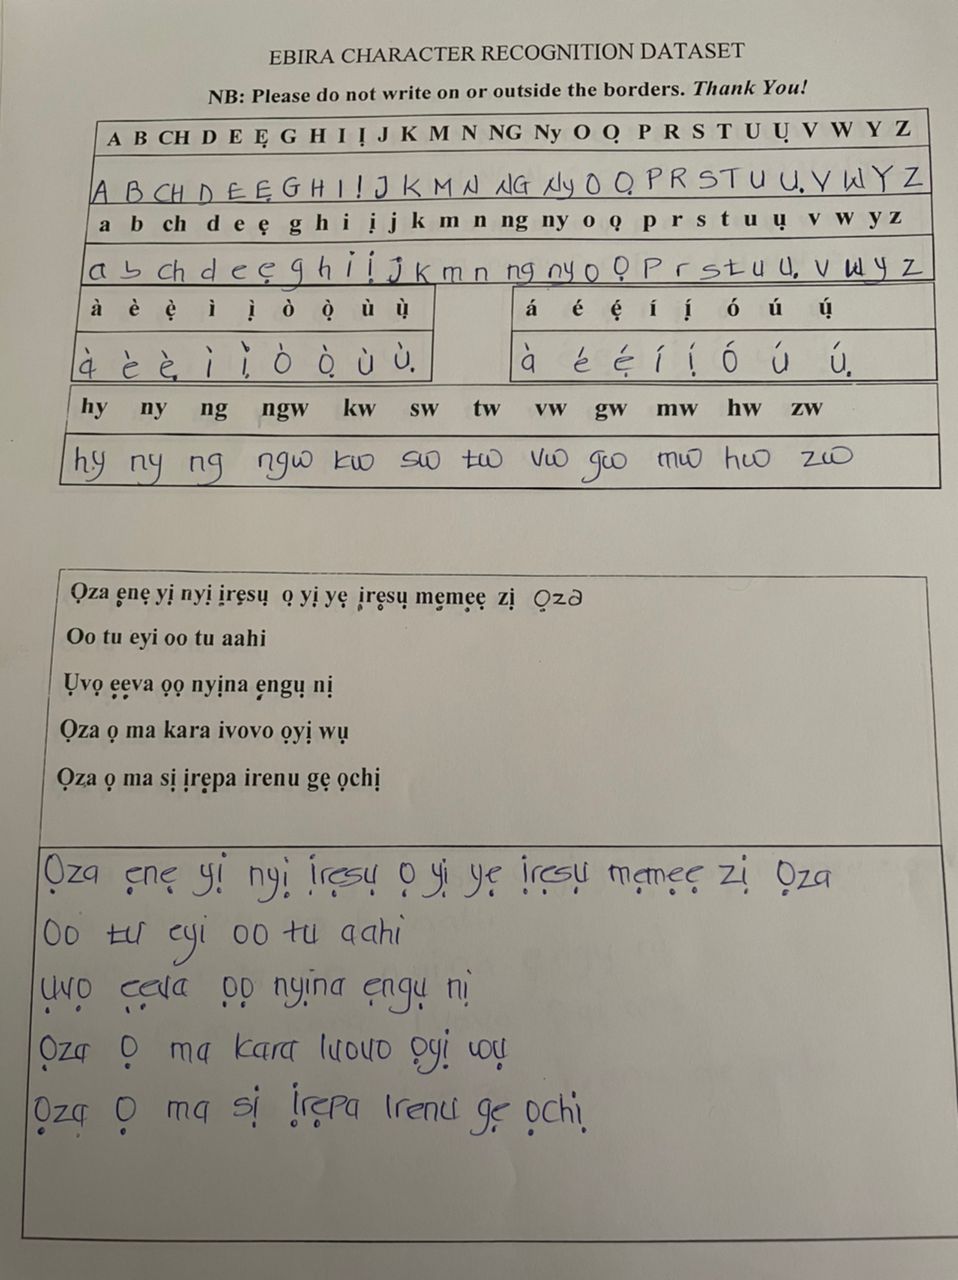 EBIRA CHARACTER RECOGNITION DATASET
NB: Please do not write on or outside the borders. Thank You!
A B CH D E Ẹ G H I Ị J K M N NG Ny O Ọ P R S T U Ụ V W Y Z
A B CH D E Ẹ G H I Ị J K M N NG Ny O Ọ P R S T U Ụ V W Y Z
a b ch d e ẹ g h i ị j k m n ng ny o ọ p r s t u ụ v w y z
a b ch d e ẹ g h i ị j k m n ng ny o ọ p r s t u ụ v w y z
à è ẹ̀ ì ị̀ ò ọ̀ ù ụ̀ á é ẹ́ í ị́ ó ú ụ́
à è ẹ̀ ì ị̀ ò ọ̀ ù ụ̀ à é ẹ́ í ị́ ó ú ụ́
hy ny ng ngw kw sw tw vw gw mw hw zw
hy ny ng ngw kw sw tw vw gw mw hw zw
Ọza ẹnẹ yị nyị ịrẹsụ ọ yị yẹ ịrẹsụ mẹmẹẹ zị Ọza
Oo tu eyi oo tu aahi
Ụvọ ẹẹva ọọ nyịna ẹngụ nị
Ọza ọ ma kara ivovo ọyị wụ
Ọza ọ ma sị ịrẹpa irenu gẹ ọchị
Ọza ẹnẹ yị nyị ịrẹsụ ọ yị yẹ ịrẹsụ mẹmẹẹ zị Ọza
Oo tu eyi oo tu aahi
Ụvọ ẹẹva ọọ nyịna ẹngụ nị
Ọza Ọ ma kara Ivovo ọyị wụ
Ọza Ọ ma sị ịrẹpa Irenu gẹ ọchị